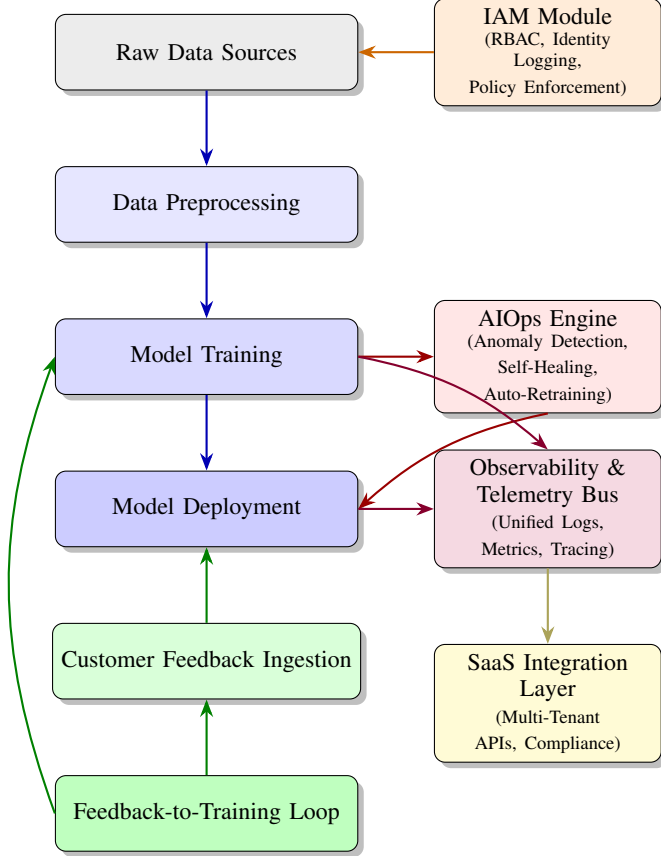 Raw Data Sources
IAM Module
(RBAC, Identity
Logging,
Policy Enforcement)
Data Preprocessing
Model Training
AIOps Engine
(Anomaly Detection,
Self-Healing,
Auto-Retraining)
Model Deployment
Observability &
Telemetry Bus
(Unified Logs,
Metrics, Tracing)
Customer Feedback Ingestion
SaaS Integration
Layer
(Multi-Tenant
APIs, Compliance)
Feedback-to-Training Loop